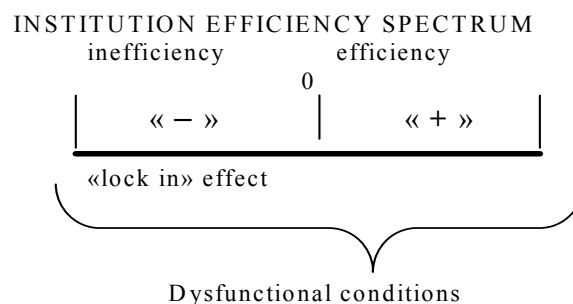 INSTITUTION EFFICIENCY SPECTRUM
inefficiency efficiency
0
« – » « + »
«lock in» effect
Dysfunctional conditions